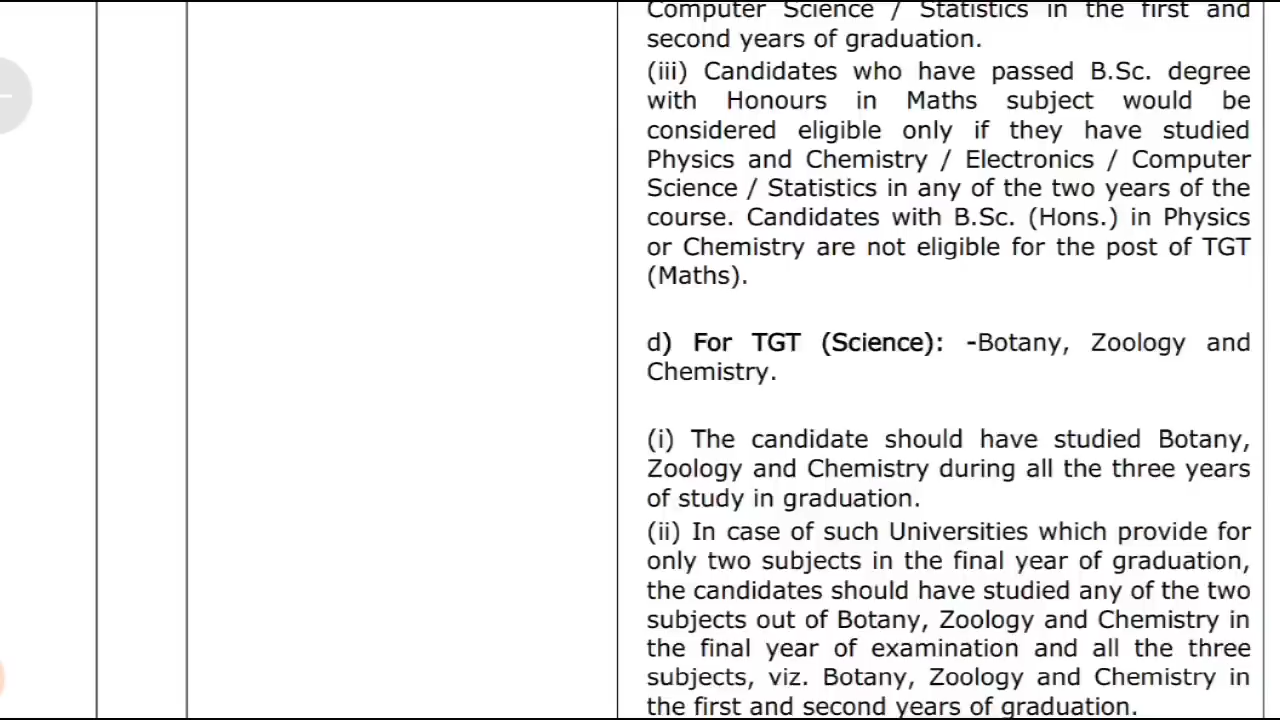 Computer Science / Statistics in the first and
second years of graduation.
(iii) Candidates who have passed B.Sc. degree
with Honours in Maths subject would be
considered eligible only if they have studied
Physics and Chemistry / Electronics / Computer
Science / Statistics in any of the two years of the
course. Candidates with B.Sc. (Hons.) in Physics
or Chemistry are not eligible for the post of TGT
(Maths).
d) For TGT (Science): -Botany, Zoology and
Chemistry.
(i) The candidate should have studied Botany,
Zoology and Chemistry during all the three years
of study in graduation.
(ii) In case of such Universities which provide for
only two subjects in the final year of graduation,
the candidates should have studied any of the two
subjects out of Botany, Zoology and Chemistry in
the final year of examination and all the three
subjects, viz. Botany, Zoology and Chemistry in
the first and second years of graduation.